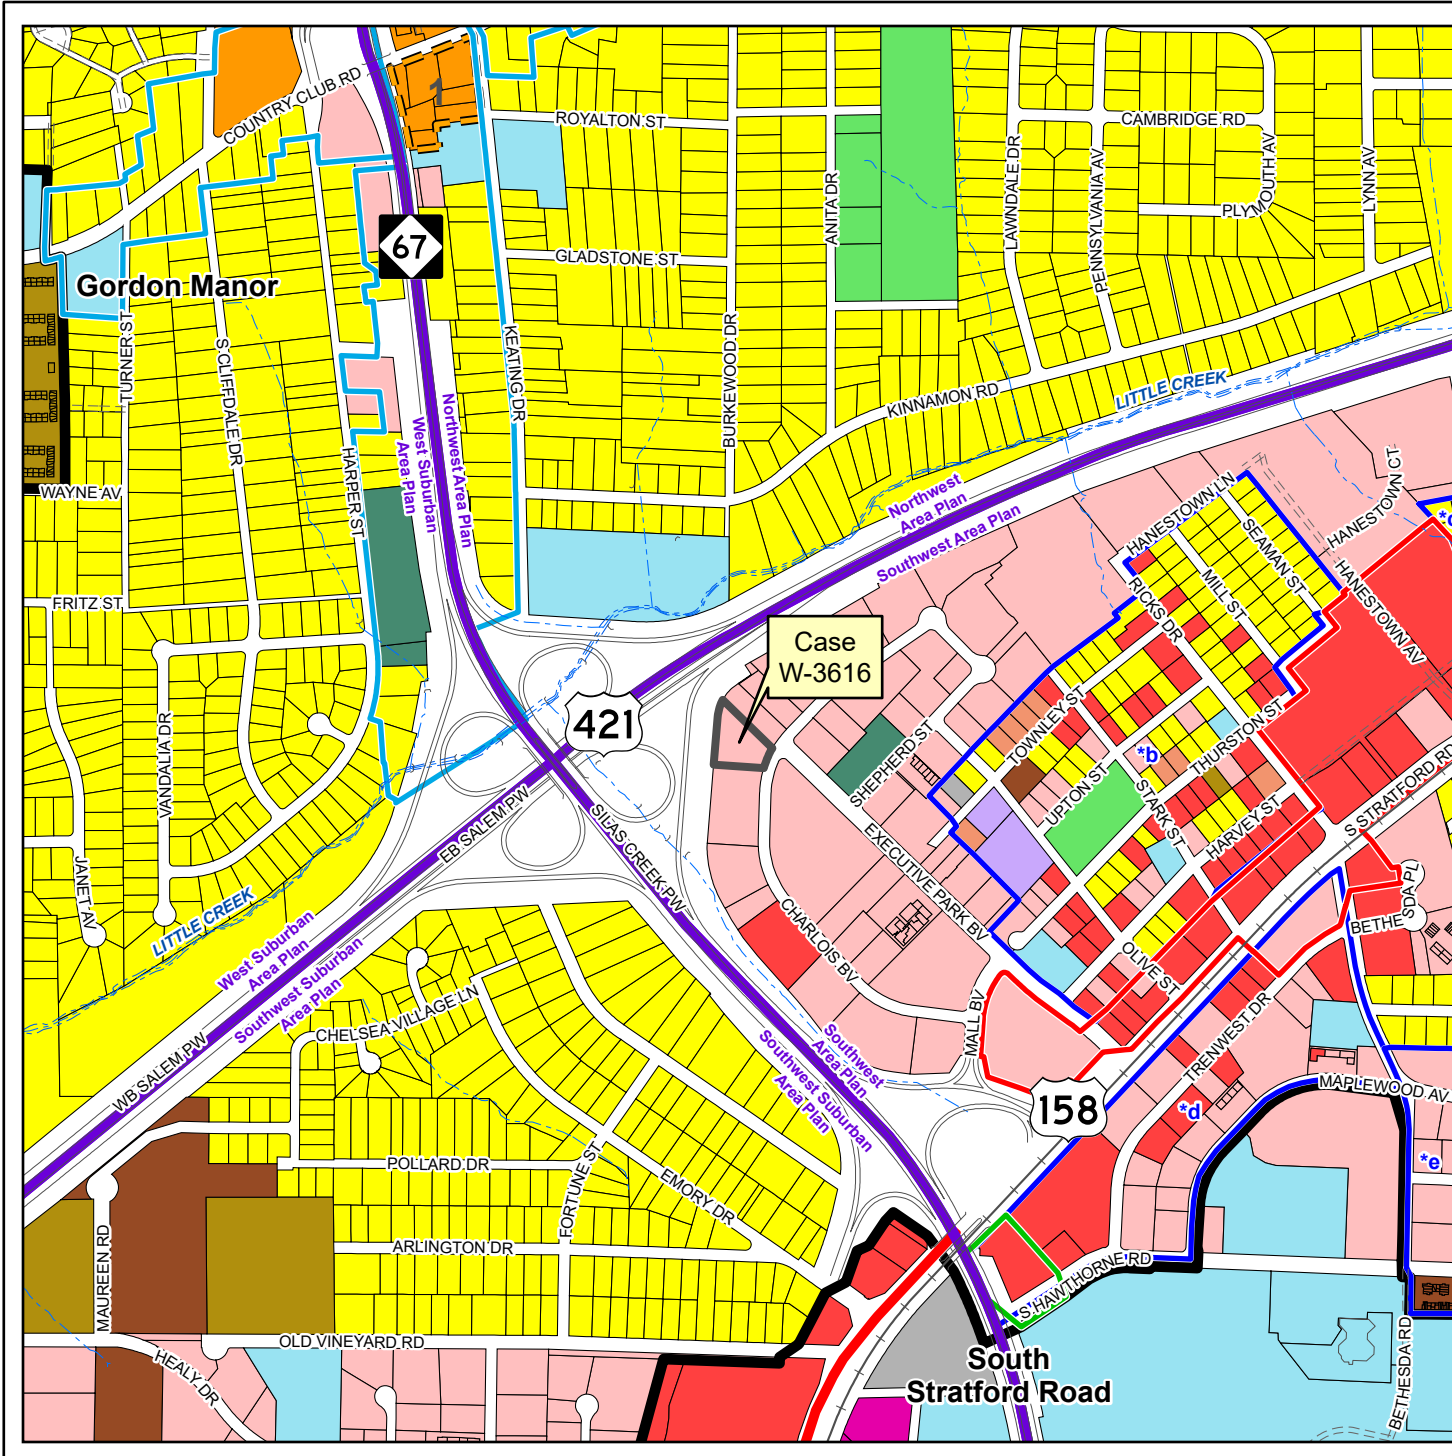 COUNTRY CLUB RD
1
ROYALTON ST
CAMBRIDGE RD
LAWNDALE DR
PENNSYLVANIA AV
PLYMOUTH AV
LYNN AV
ANITA DR
67
GLADSTONE ST
Gordon Manor
TURNER ST
S CLIFFDALE DR
KEATING DR
BURKEWOOD DR
KINNAMON RD
LITTLE CREEK
Northwest Area Plan
West Suburban
Area Plan
HARPER ST
WAYNE AV
Northwest
Area Plan
Southwest Area Plan
HANESTOWN LN
HANESTOWN CT
SEAMAN ST
MILL ST
RICKS DR
HANESTOWN AV
FRITZ ST
Case
W-3616
VANDALIA DR
421
SHEPHERD ST
TOWNLEY ST
*b
THURSTON ST
UPTON ST
STARK ST
HARVEY ST
S STRATFORD RD
EB SALEM PW
SILAS CREEK PW
EXECUTIVE PARK BV
JANET AV
LITTLE CREEK
CHARLOIS BV
BETHE
SDA PL
West Suburban
Area Plan
Southwest Suburban
Area Plan
OLIVE ST
CHELSEA VILLAGE LN
MALL BV
TRENWEST DR
WB SALEM PW
Southwest
Area Plan
Southwest Suburban
Area Plan
158
MAPLEWOOD AV
*d
*e
POLLARD DR
FORTUNE ST
EMORY DR
ARLINGTON DR
MAUREEN RD
S HAWTHORNE RD
OLD VINEYARD RD
HEALY DR
South
Stratford Road
BETHESDA RD